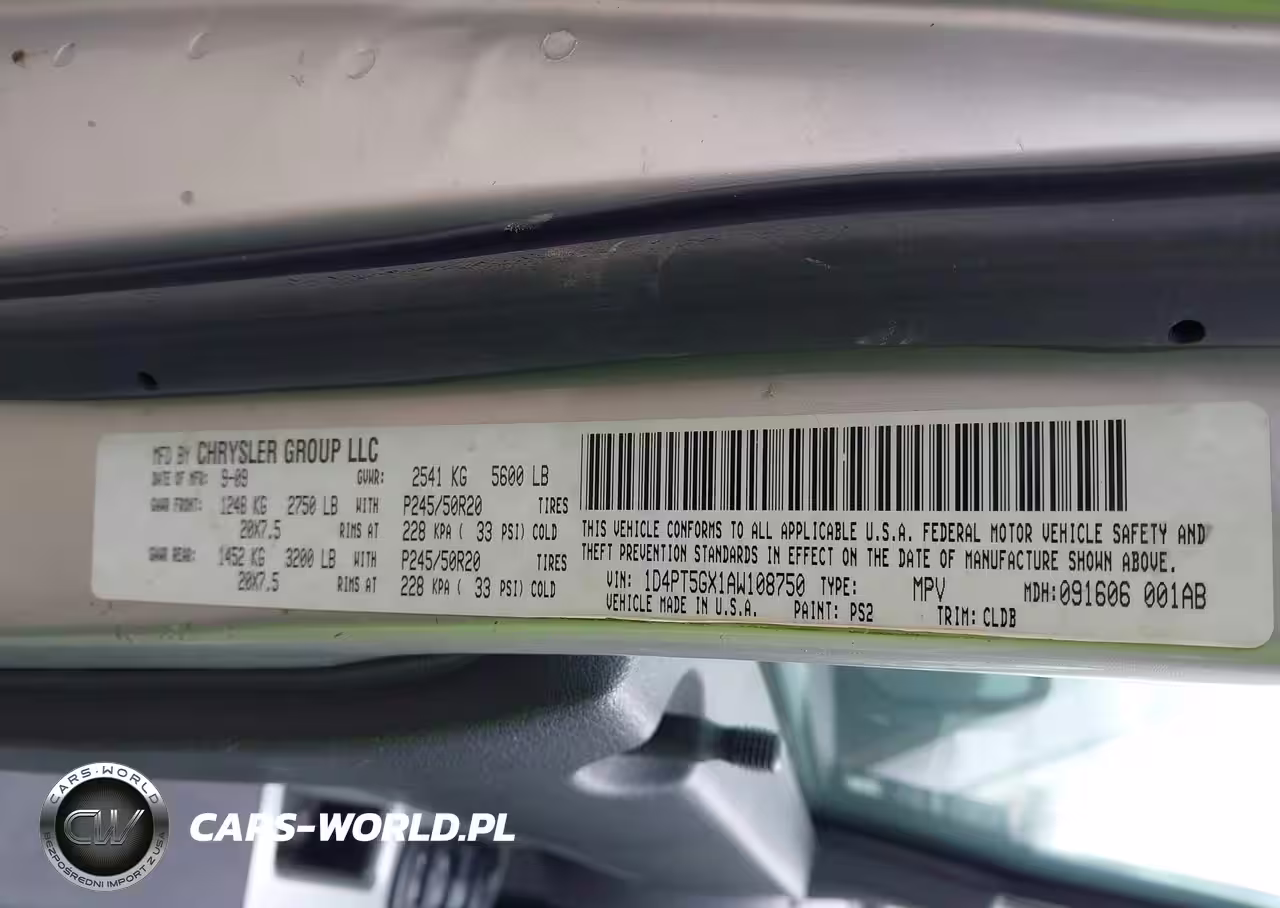 MFD BY CHRYSLER GROUP LLC
DATE OF MFR: 9-09 GVWR: 2541 KG 5600 LB
GAWR FRONT: 1248 KG 2750 LB WITH P245/50R20 TIRES
20X7.5 RIMS AT 228 KPA ( 33 PSI) COLD
GAWR REAR: 1452 KG 3200 LB WITH P245/50R20 TIRES
20X7.5 RIMS AT 228 KPA ( 33 PSI) COLD
THIS VEHICLE CONFORMS TO ALL APPLICABLE U.S.A. FEDERAL MOTOR VEHICLE SAFETY AND
THEFT PREVENTION STANDARDS IN EFFECT ON THE DATE OF MANUFACTURE SHOWN ABOVE.
VIN: 1D4PT5GX1AW108750 TYPE: MPV MDH:091606 001AB
VEHICLE MADE IN U.S.A. PAINT: PS2 TRIM: CLDB
CARS-WORLD
CW
BEZPOŚREDNI IMPORT Z USA
CARS-WORLD.PL